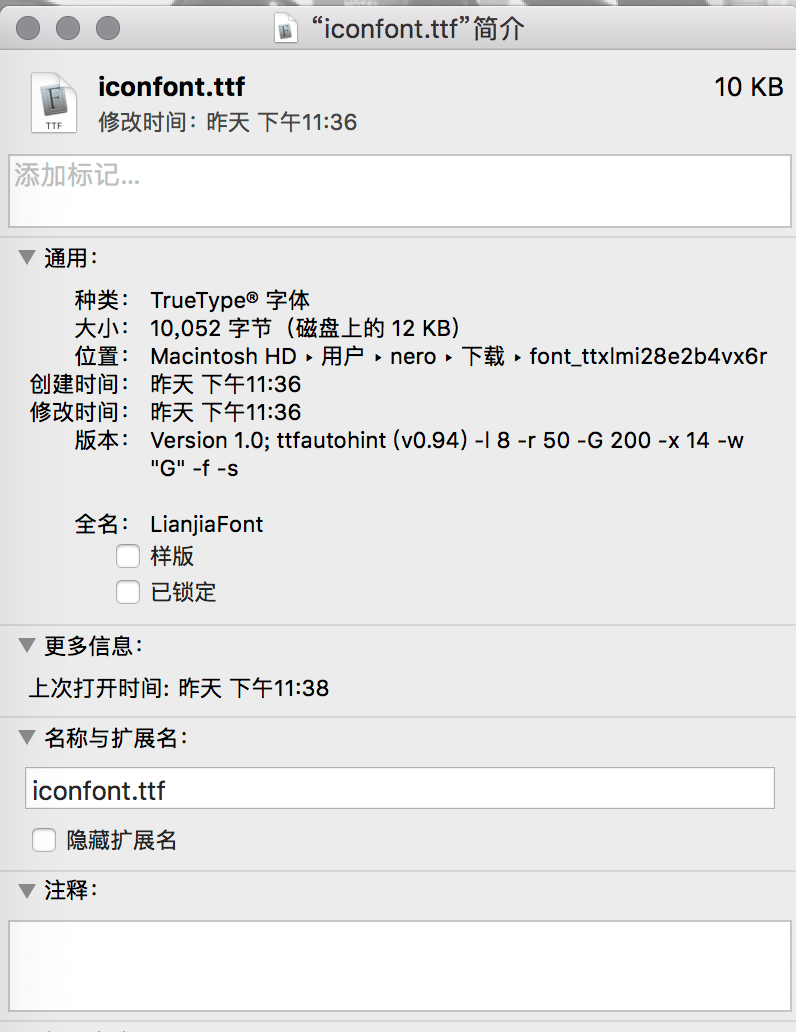 “iconfont.ttf”简介
iconfont.ttf 10 KB
修改时间：昨天 下午11:36
TTF
添加标记...
通用：
种类： TrueType® 字体
大小： 10,052 字节（磁盘上的 12 KB）
位置： Macintosh HD ▸ 用户 ▸ nero ▸ 下载 ▸ font_ttxlmi28e2b4vx6r
创建时间： 昨天 下午11:36
修改时间： 昨天 下午11:36
版本： Version 1.0; ttfautohint (v0.94) -l 8 -r 50 -G 200 -x 14 -w
"G" -f -s
全名： LianjiaFont
样版
已锁定
更多信息：
上次打开时间: 昨天 下午11:38
名称与扩展名：
iconfont.ttf
隐藏扩展名
注释：